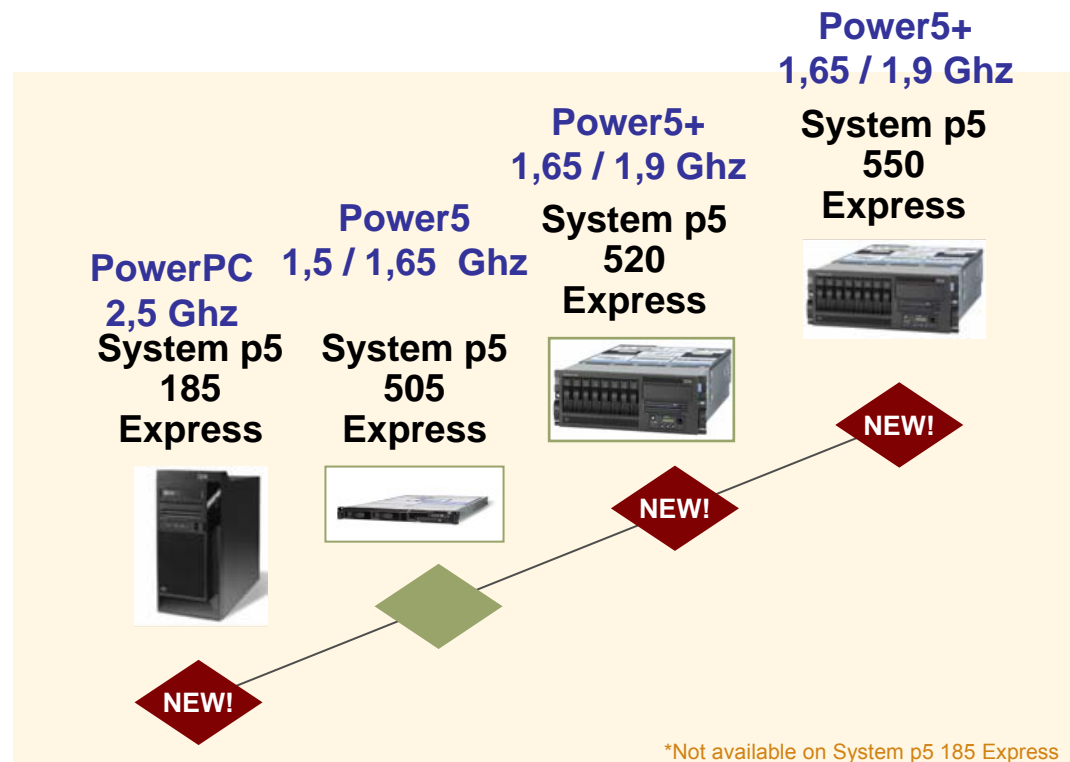 Power5+
1,65 / 1,9 Ghz
System p5
550
Express
Power5+
1,65 / 1,9 Ghz
System p5
520
Express
Power5
1,5 / 1,65 Ghz
System p5
505
Express
PowerPC
2,5 Ghz
System p5
185
Express
NEW!
NEW!
NEW!
*Not available on System p5 185 Express